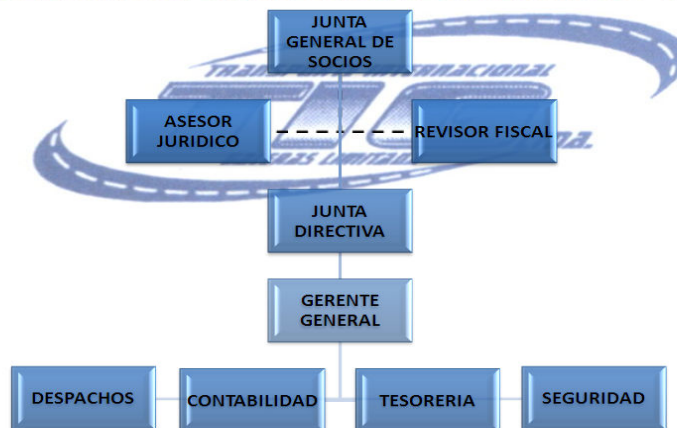 JUNTA
GENERAL DE
SOCIOS
ASESOR
JURIDICO
REVISOR FISCAL
JUNTA
DIRECTIVA
GERENTE
GENERAL
DESPACHOS
CONTABILIDAD
TESORERIA
SEGURIDAD